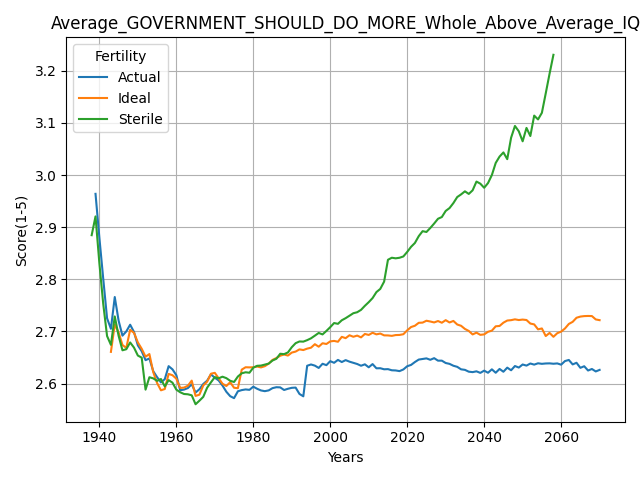 Average_GOVERNMENT_SHOULD_DO_MORE_Whole_Above_Average_IQ
Fertility
Actual
Ideal
Sterile
Score(1-5)
3.2
3.1
3.0
2.9
2.8
2.7
2.6
1940
1960
1980
2000
2020
2040
2060
Years